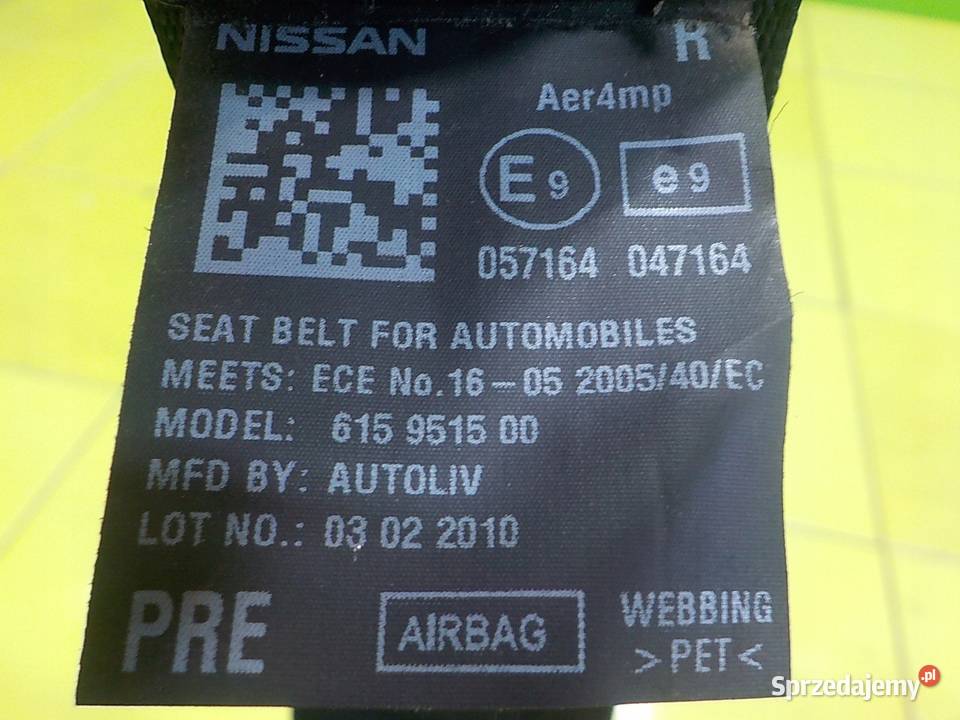 NISSAN R
Aer4mp
E9 e9
057164 047164
SEAT BELT FOR AUTOMOBILES
MEETS: ECE No.16-05 2005/40/EC
MODEL: 615 9515 00
MFD BY: AUTOLIV
LOT NO.: 03 02 2010
PRE AIRBAG WEBBING
>PET<
Sprzedajemy.pl